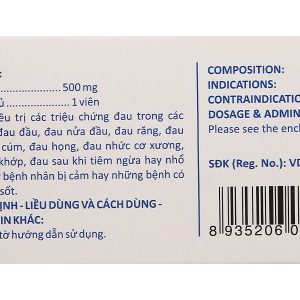 500 mg
1 viên
các triệu chứng đau trong các
đau đầu, đau nửa đầu, đau răng, đau
cúm, đau họng, đau nhức cơ xương,
khớp, đau sau khi tiêm ngừa hay nhổ
bệnh nhân bị cảm hay những bệnh có
sốt.
- LIỀU DÙNG VÀ CÁCH DÙNG -
IN KHÁC:
tờ hướng dẫn sử dụng.
COMPOSITION:
INDICATIONS:
CONTRAINDICATIO
DOSAGE & ADMIN
Please see the encl
SĐK (Reg. No.): VD
8 935206 0